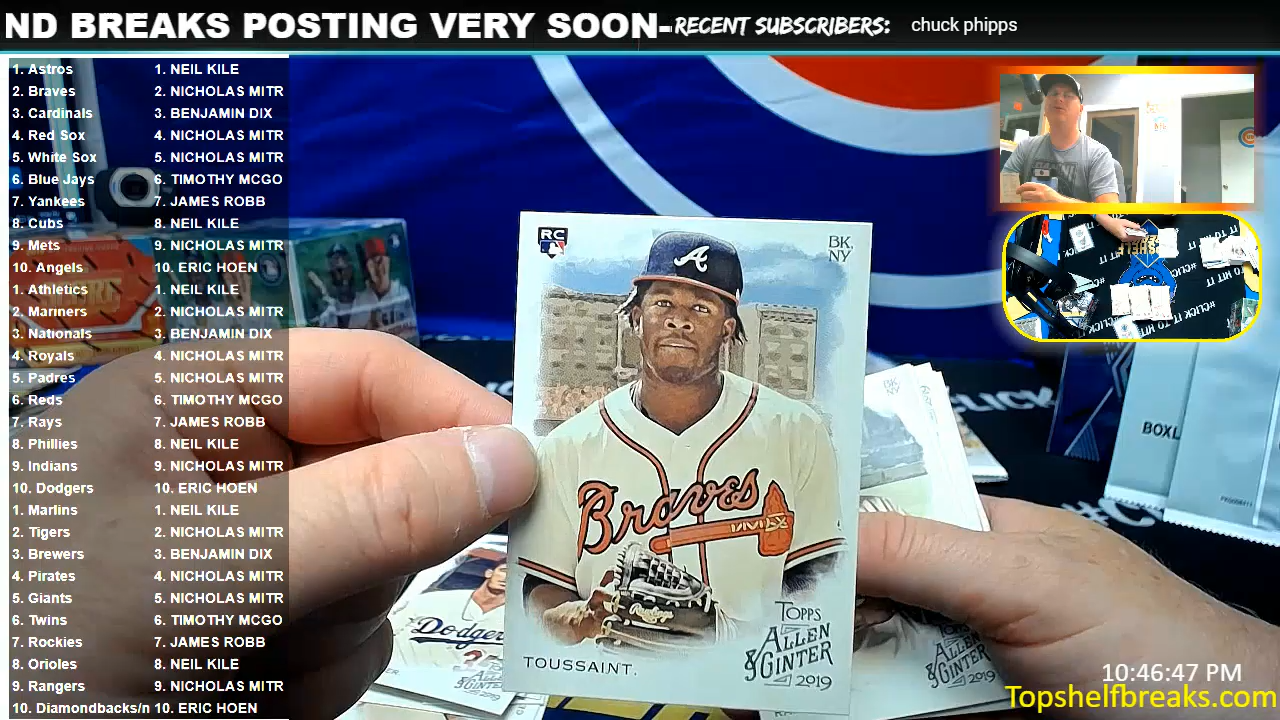 ND BREAKS POSTING VERY SOON-
RECENT SUBSCRIBERS: chuck phipps
1. Astros 1. NEIL KILE
2. Braves 2. NICHOLAS MITR
3. Cardinals 3. BENJAMIN DIX
4. Red Sox 4. NICHOLAS MITR
5. White Sox 5. NICHOLAS MITR
6. Blue Jays 6. TIMOTHY MCGO
7. Yankees 7. JAMES ROBB
8. Cubs 8. NEIL KILE
9. Mets 9. NICHOLAS MITR
10. Angels 10. ERIC HOEN
1. Athletics 1. NEIL KILE
2. Mariners 2. NICHOLAS MITR
3. Nationals 3. BENJAMIN DIX
4. Royals 4. NICHOLAS MITR
5. Padres 5. NICHOLAS MITR
6. Reds 6. TIMOTHY MCGO
7. Rays 7. JAMES ROBB
8. Phillies 8. NEIL KILE
9. Indians 9. NICHOLAS MITR
10. Dodgers 10. ERIC HOEN
1. Marlins 1. NEIL KILE
2. Tigers 2. NICHOLAS MITR
3. Brewers 3. BENJAMIN DIX
4. Pirates 4. NICHOLAS MITR
5. Giants 5. NICHOLAS MITR
6. Twins 6. TIMOTHY MCGO
7. Rockies 7. JAMES ROBB
8. Orioles 8. NEIL KILE
9. Rangers 9. NICHOLAS MITR
10. Diamondbacks/n 10. ERIC HOEN
RC
BK,
NY
A
Braves
Rawlings
TOUSSAINT.
TOPPS
ALLEN
& GINTER
2019
Dodgers
BK,
NY
CLICK
BOXL
ALLEN
& GINTER
2019
10:46:47 PM
Topshelfbreaks.com